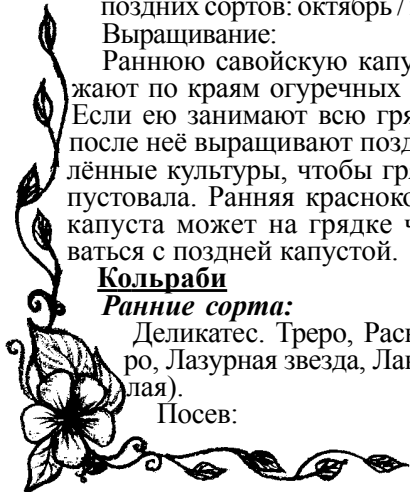 поздних сортов: октябрь /
Выращивание:
Раннюю савойскую капу
жают по краям огуречных
Если ею занимают всю гря
после неё выращивают позд
лённые культуры, чтобы гря
пустовала. Ранняя красноко
капуста может на грядке ч
ваться с поздней капустой.
Кольраби
Ранние сорта:
Деликатес. Треро, Раск
ро, Лазурная звезда, Лан
лая).
Посев: